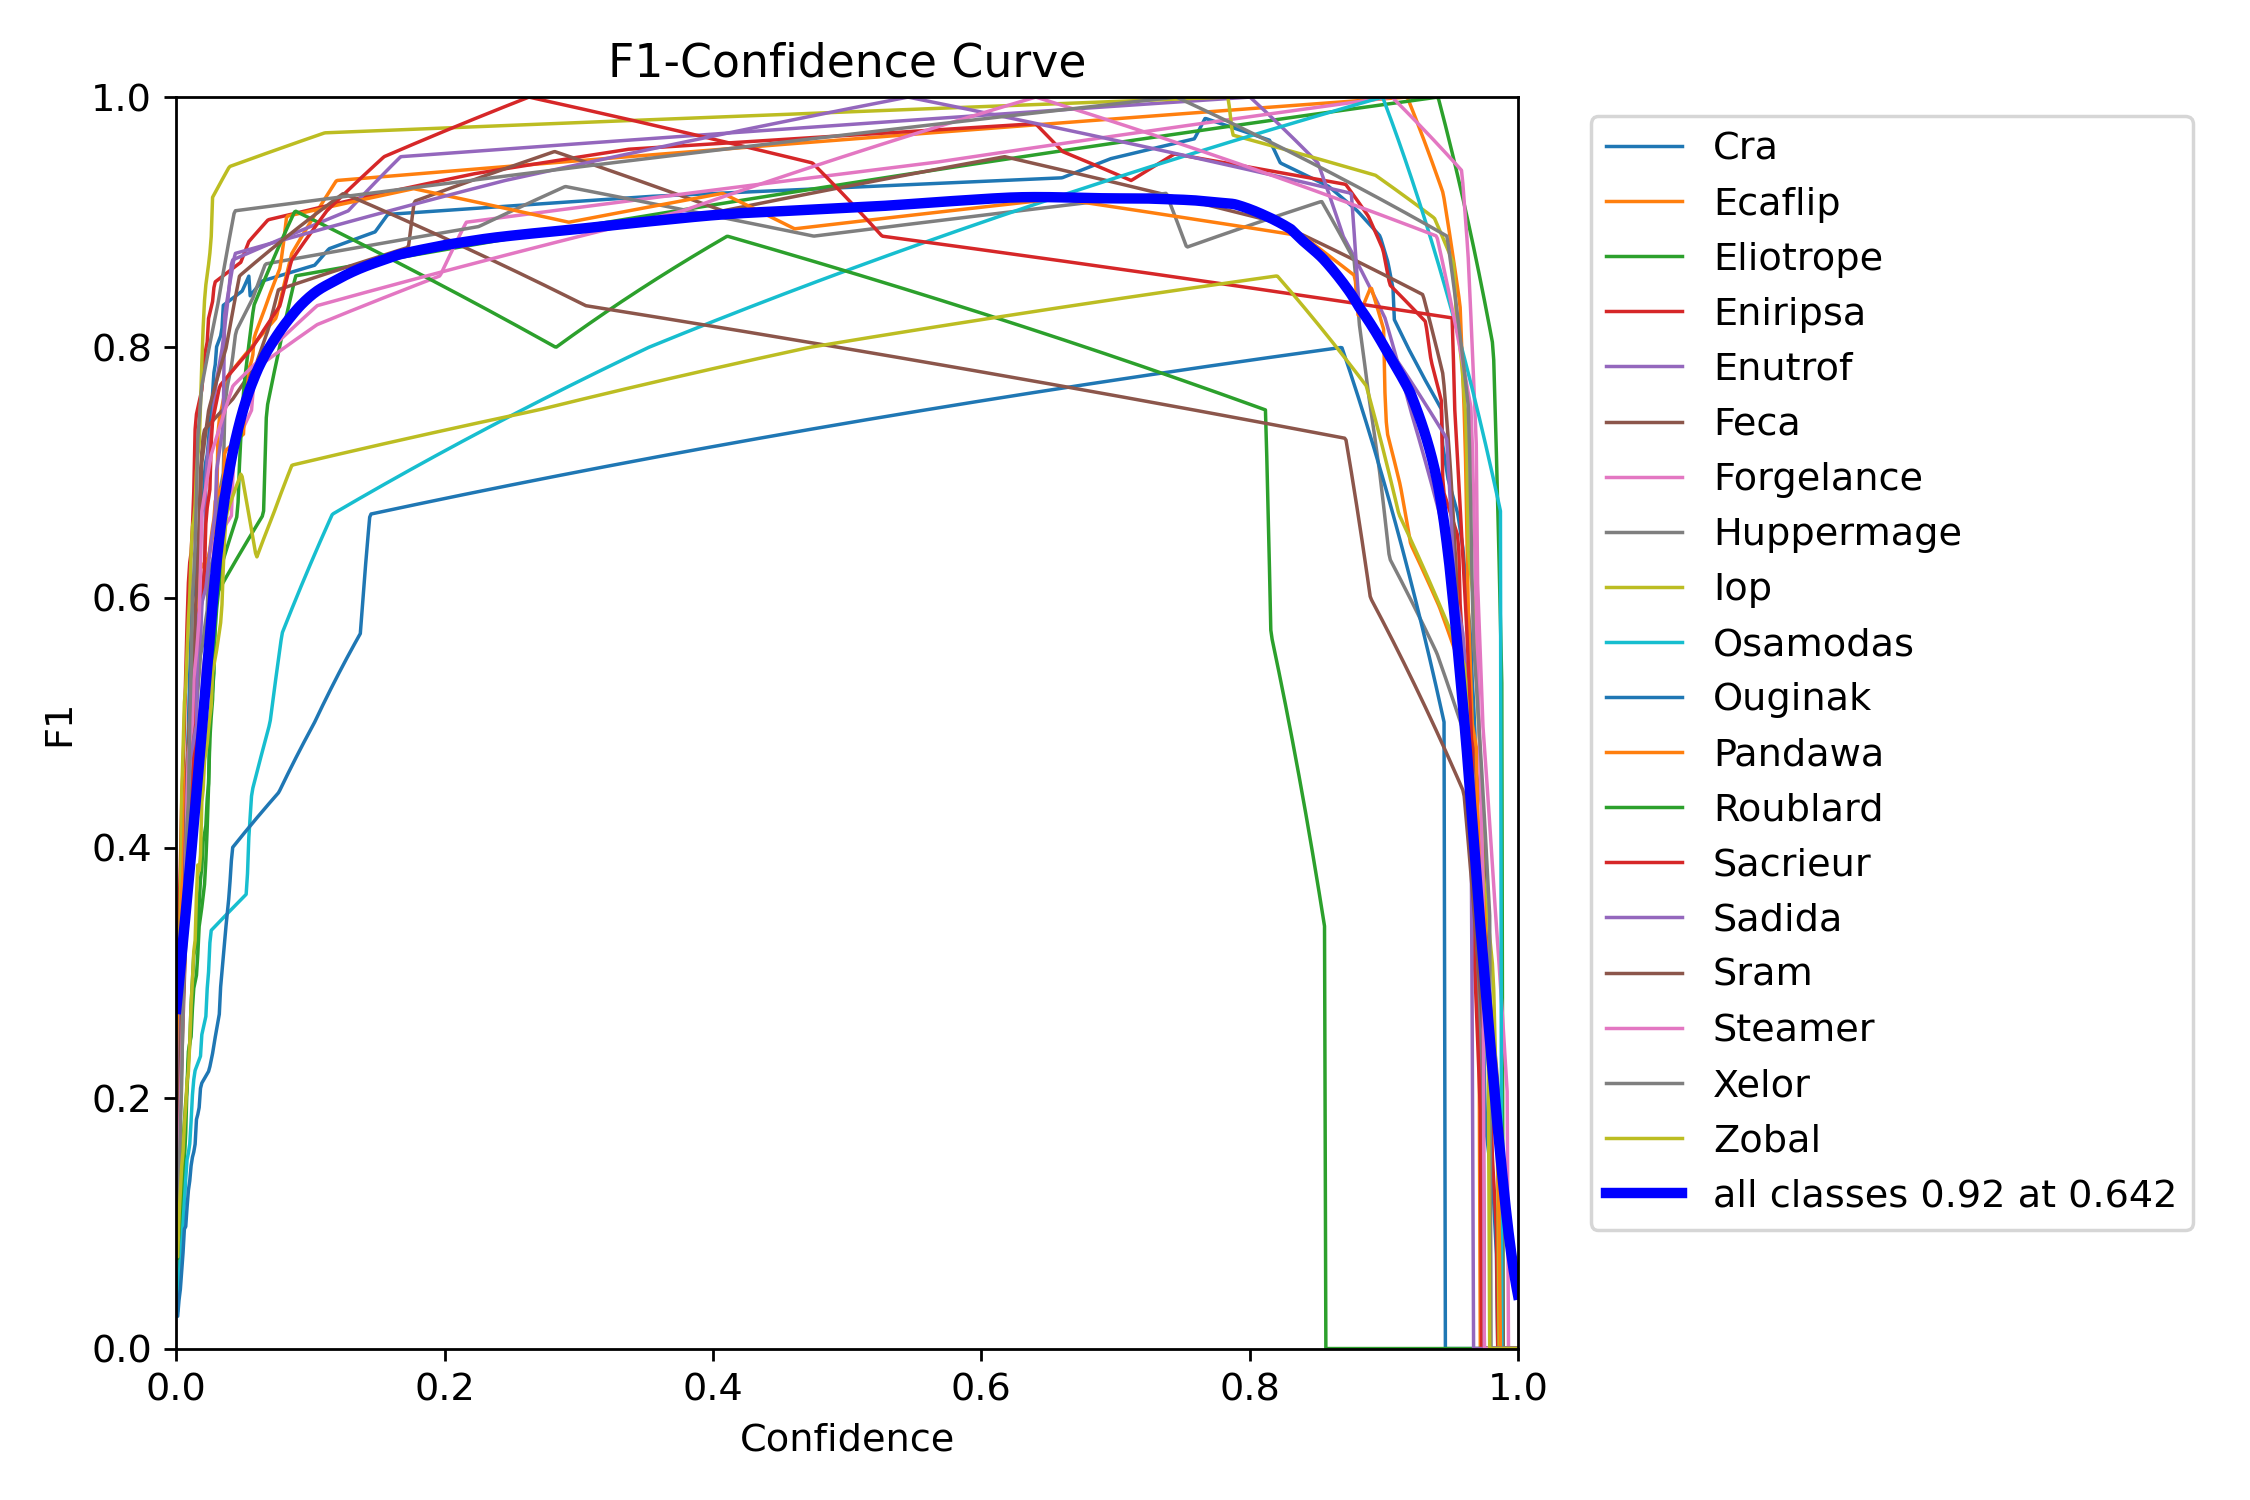 F1-Confidence Curve
1.0
0.8
0.6
0.4
0.2
0.0
F1
0.0 0.2 0.4 0.6 0.8 1.0
Confidence
Cra
Ecaflip
Eliotrope
Eniripsa
Enutrof
Feca
Forgelance
Huppermage
Iop
Osamodas
Ouginak
Pandawa
Roublard
Sacrieur
Sadida
Sram
Steamer
Xelor
Zobal
all classes 0.92 at 0.642